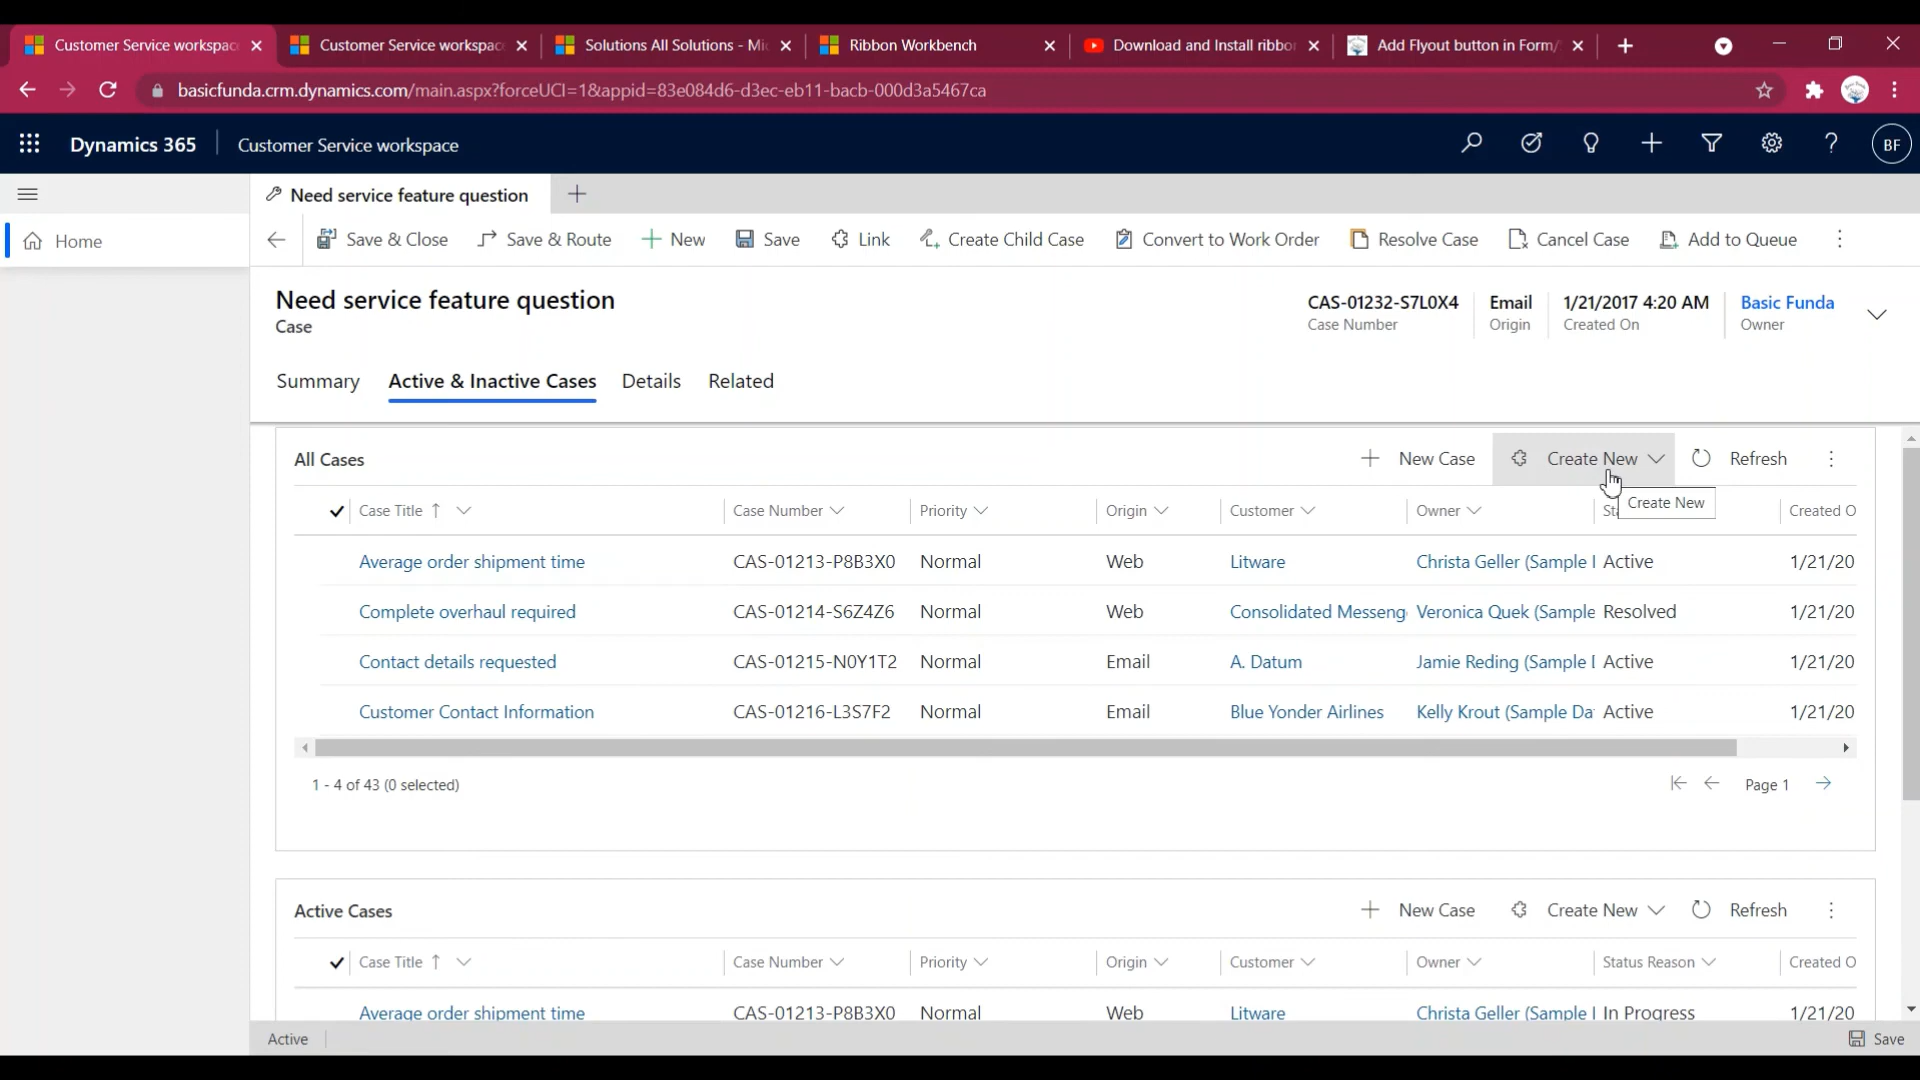 Customer Service workspac
Customer Service workspac
Solutions All Solutions - Mi
Ribbon Workbench
Download and Install ribbo
Add Flyout button in Form/
basicfunda.crm.dynamics.com/main.aspx?forceUCI=1&appid=83e084d6-d3ec-eb11-bacb-000d3a5467ca
Dynamics 365
Customer Service workspace
BF
Need service feature question
Home
Save & Close
Save & Route
New
Save
Link
Create Child Case
Convert to Work Order
Resolve Case
Cancel Case
Add to Queue
Need service feature question
Case
CAS-01232-S7L0X4
Case Number
Email
Origin
1/21/2017 4:20 AM
Created On
Basic Funda
Owner
Summary
Active & Inactive Cases
Details
Related
All Cases
New Case
Create New
Refresh
Create New
Case Title Case Number Priority Origin Customer Owner Sta Created O
Average order shipment time CAS-01213-P8B3X0 Normal Web Litware Christa Geller (Sample Active 1/21/20
Complete overhaul required CAS-01214-S6Z4Z6 Normal Web Consolidated Messeng Veronica Quek (Sample Resolved 1/21/20
Contact details requested CAS-01215-N0Y1T2 Normal Email A. Datum Jamie Reding (Sample Active 1/21/20
Customer Contact Information CAS-01216-L3S7F2 Normal Email Blue Yonder Airlines Kelly Krout (Sample Da Active 1/21/20
1 - 4 of 43 (0 selected)
Page 1
Active Cases
New Case
Create New
Refresh
Case Title Case Number Priority Origin Customer Owner Status Reason Created O
Average order shipment time CAS-01213-P8B3X0 Normal Web Litware Christa Geller (Sample In Progress 1/21/20
Active
Save